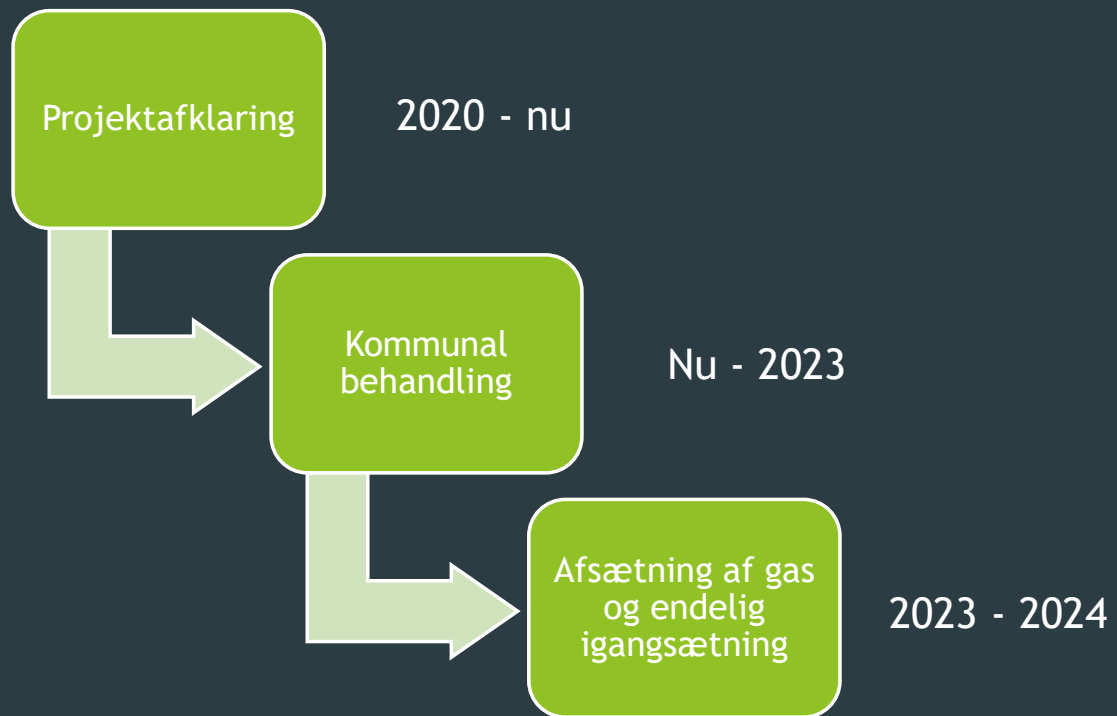 Projektafklaring
2020 - nu
Kommunal
behandling
Nu - 2023
Afsætning af gas
og endelig
igangsætning
2023 - 2024